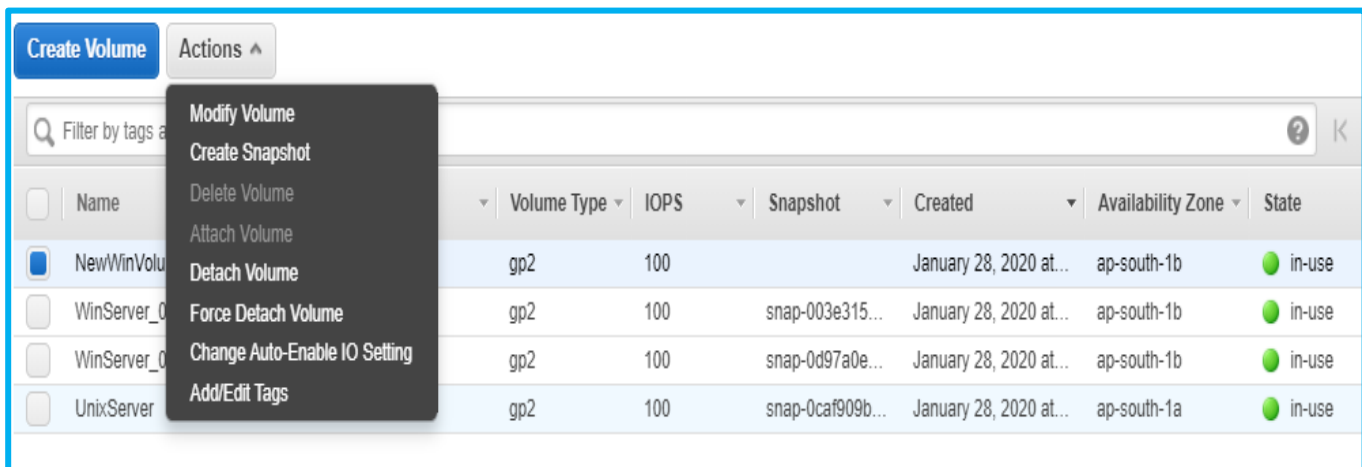 Create Volume Actions
Modify Volume
Filter by tags a
Create Snapshot
Delete Volume
Name Volume Type IOPS Snapshot Created Availability Zone State
Attach Volume
NewWinVolu gp2 100 January 28, 2020 at... ap-south-1b in-use
Detach Volume
WinServer_0 gp2 100 snap-003e315... January 28, 2020 at... ap-south-1b in-use
Force Detach Volume
WinServer_0 gp2 100 snap-0d97a0e... January 28, 2020 at... ap-south-1b in-use
Change Auto-Enable IO Setting
Add/Edit Tags
UnixServer gp2 100 snap-0caf909b... January 28, 2020 at... ap-south-1a in-use